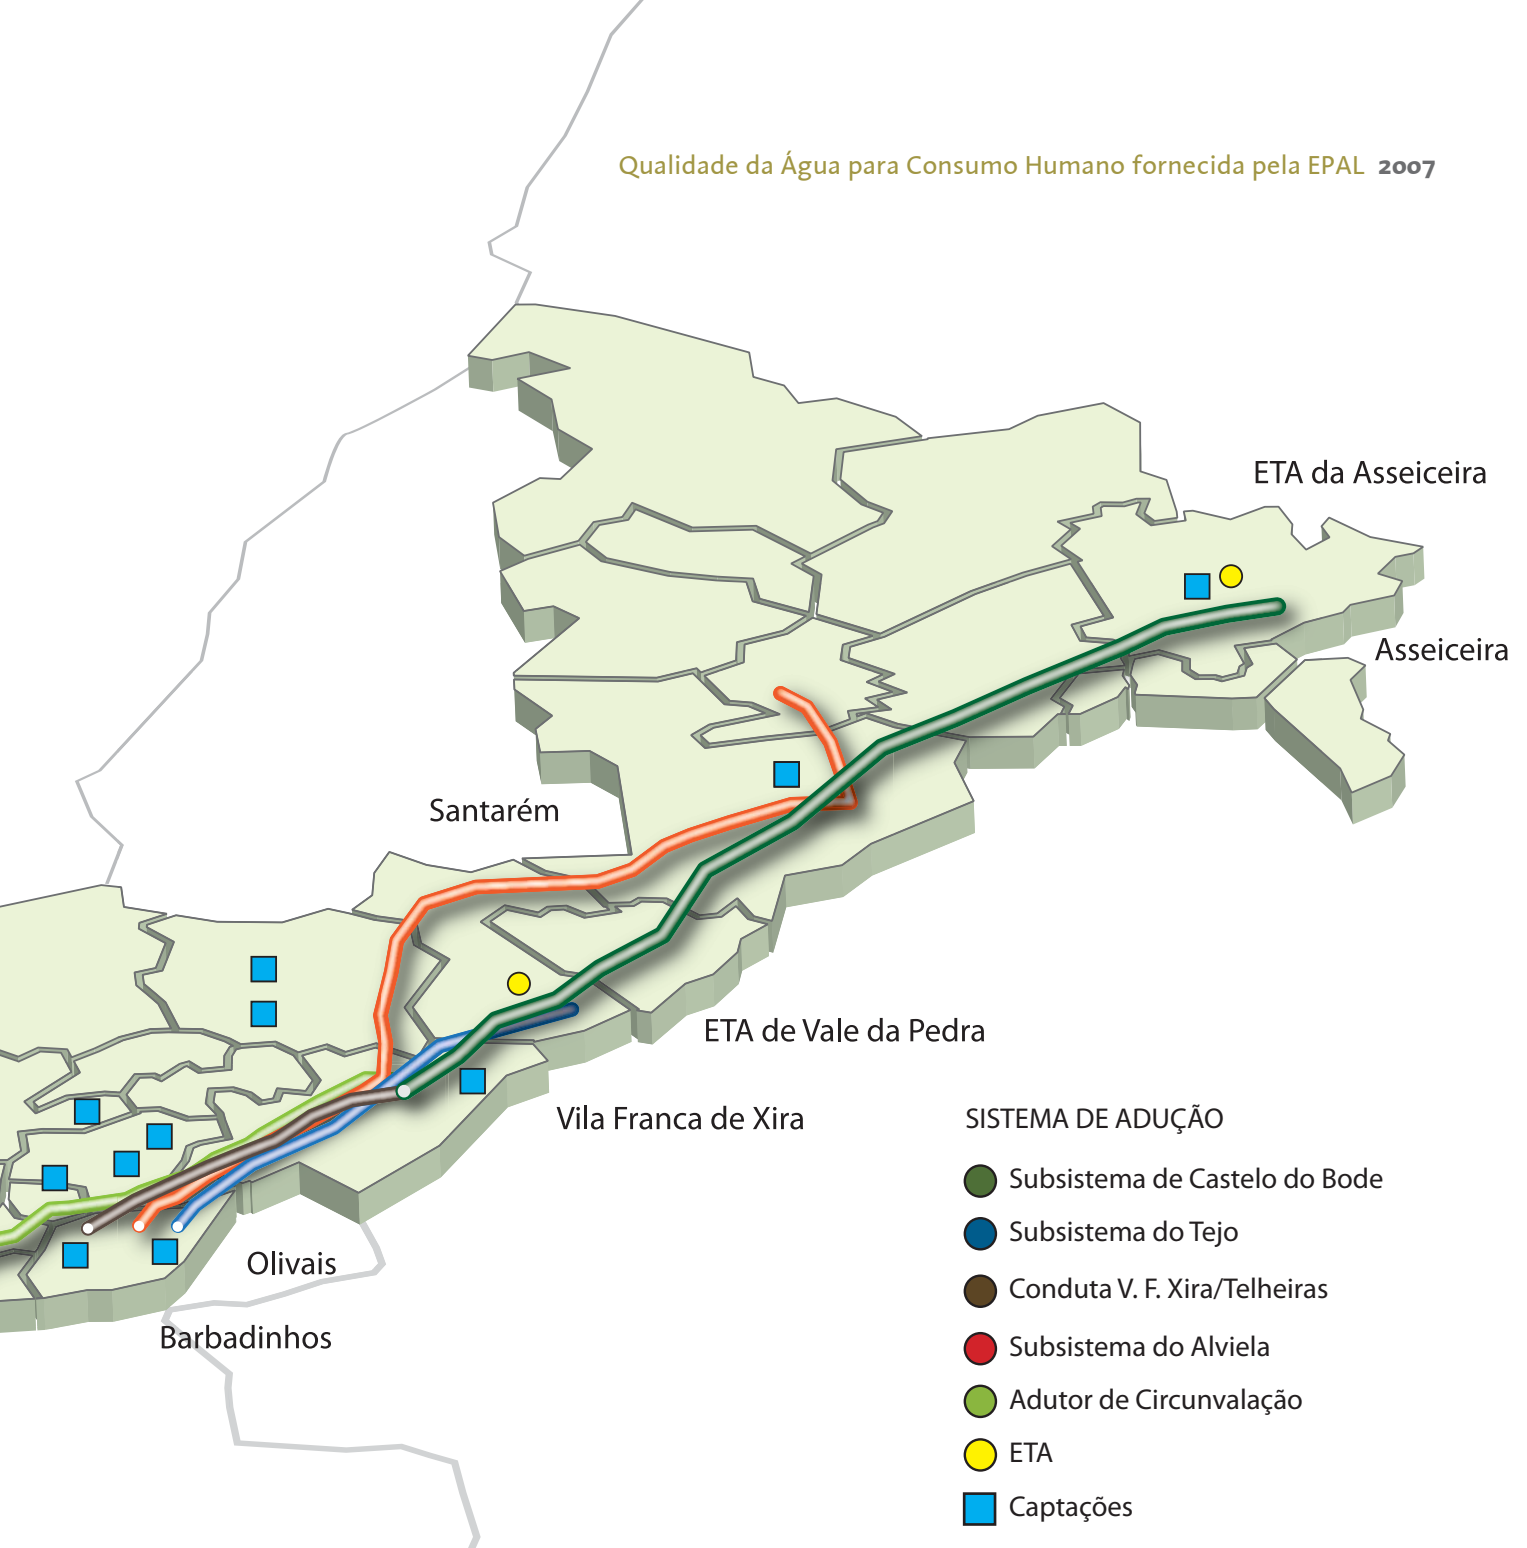 Qualidade da Água para Consumo Humano fornecida pela EPAL 2007
ETA da Asseiceira
Asseiceira
Santarém
ETA de Vale da Pedra
Vila Franca de Xira
Olivais
Barbadinhos
SISTEMA DE ADUÇÃO
Subsistema de Castelo do Bode
Subsistema do Tejo
Conduta V. F. Xira/Telheiras
Subsistema do Alviela
Adutor de Circunvalação
ETA
Captações